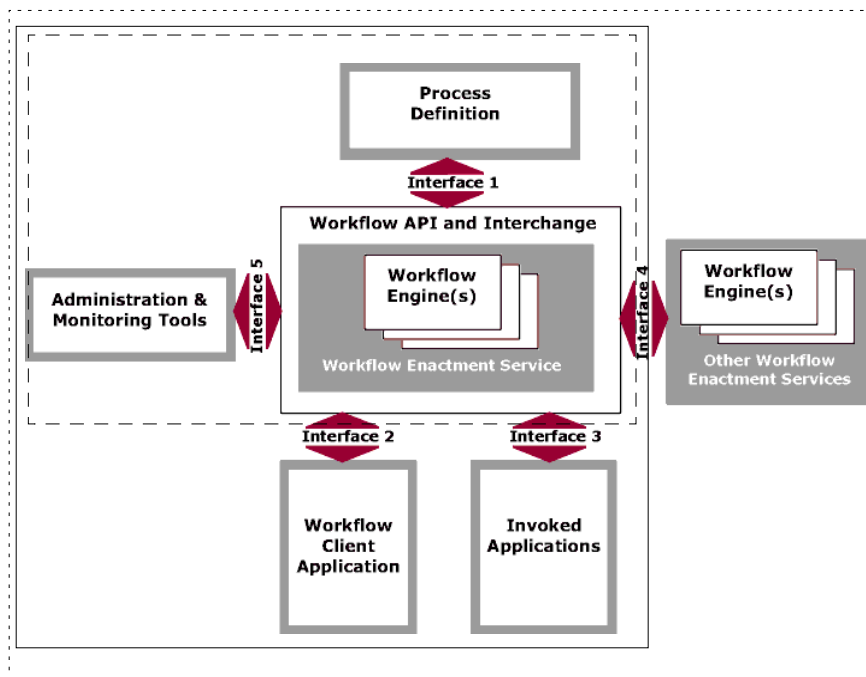 Process
Definition
Interface 1
Workflow API and Interchange
Workflow
Engine(s)
Workflow Enactment Service
Interface 5
Administration &
Monitoring Tools
Interface 4
Workflow
Engine(s)
Other Workflow
Enactment Services
Interface 2
Interface 3
Workflow
Client
Application
Invoked
Applications